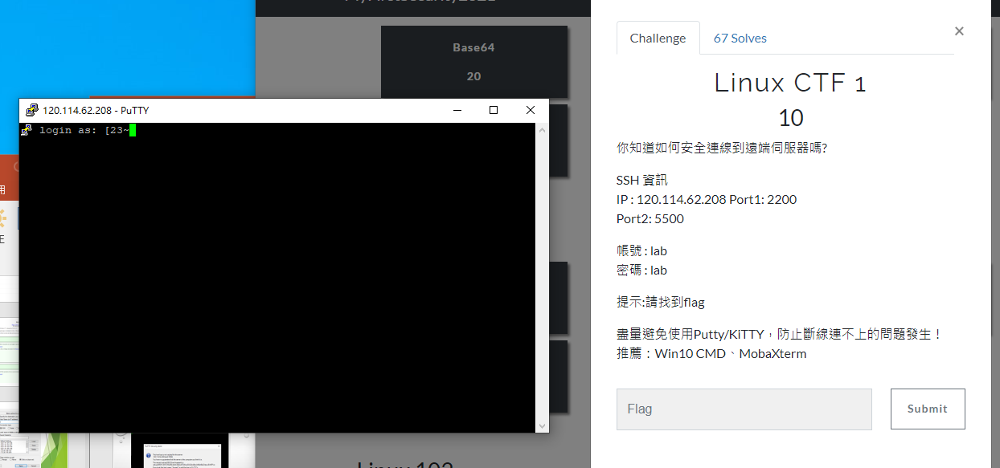 MyFirstSecurity2021
Base64
20
120.114.62.208 - PuTTY
login as: [23~
用
E
Linux 102
Challenge
67 Solves
×
Linux CTF 1
10
你知道如何安全連線到遠端伺服器嗎?
SSH 資訊
IP : 120.114.62.208 Port1: 2200
Port2: 5500
帳號 : lab
密碼 : lab
提示:請找到flag
盡量避免使用Putty/KiTTY，防止斷線連不上的問題發生！
推薦：Win10 CMD、MobaXterm
Flag
Submit